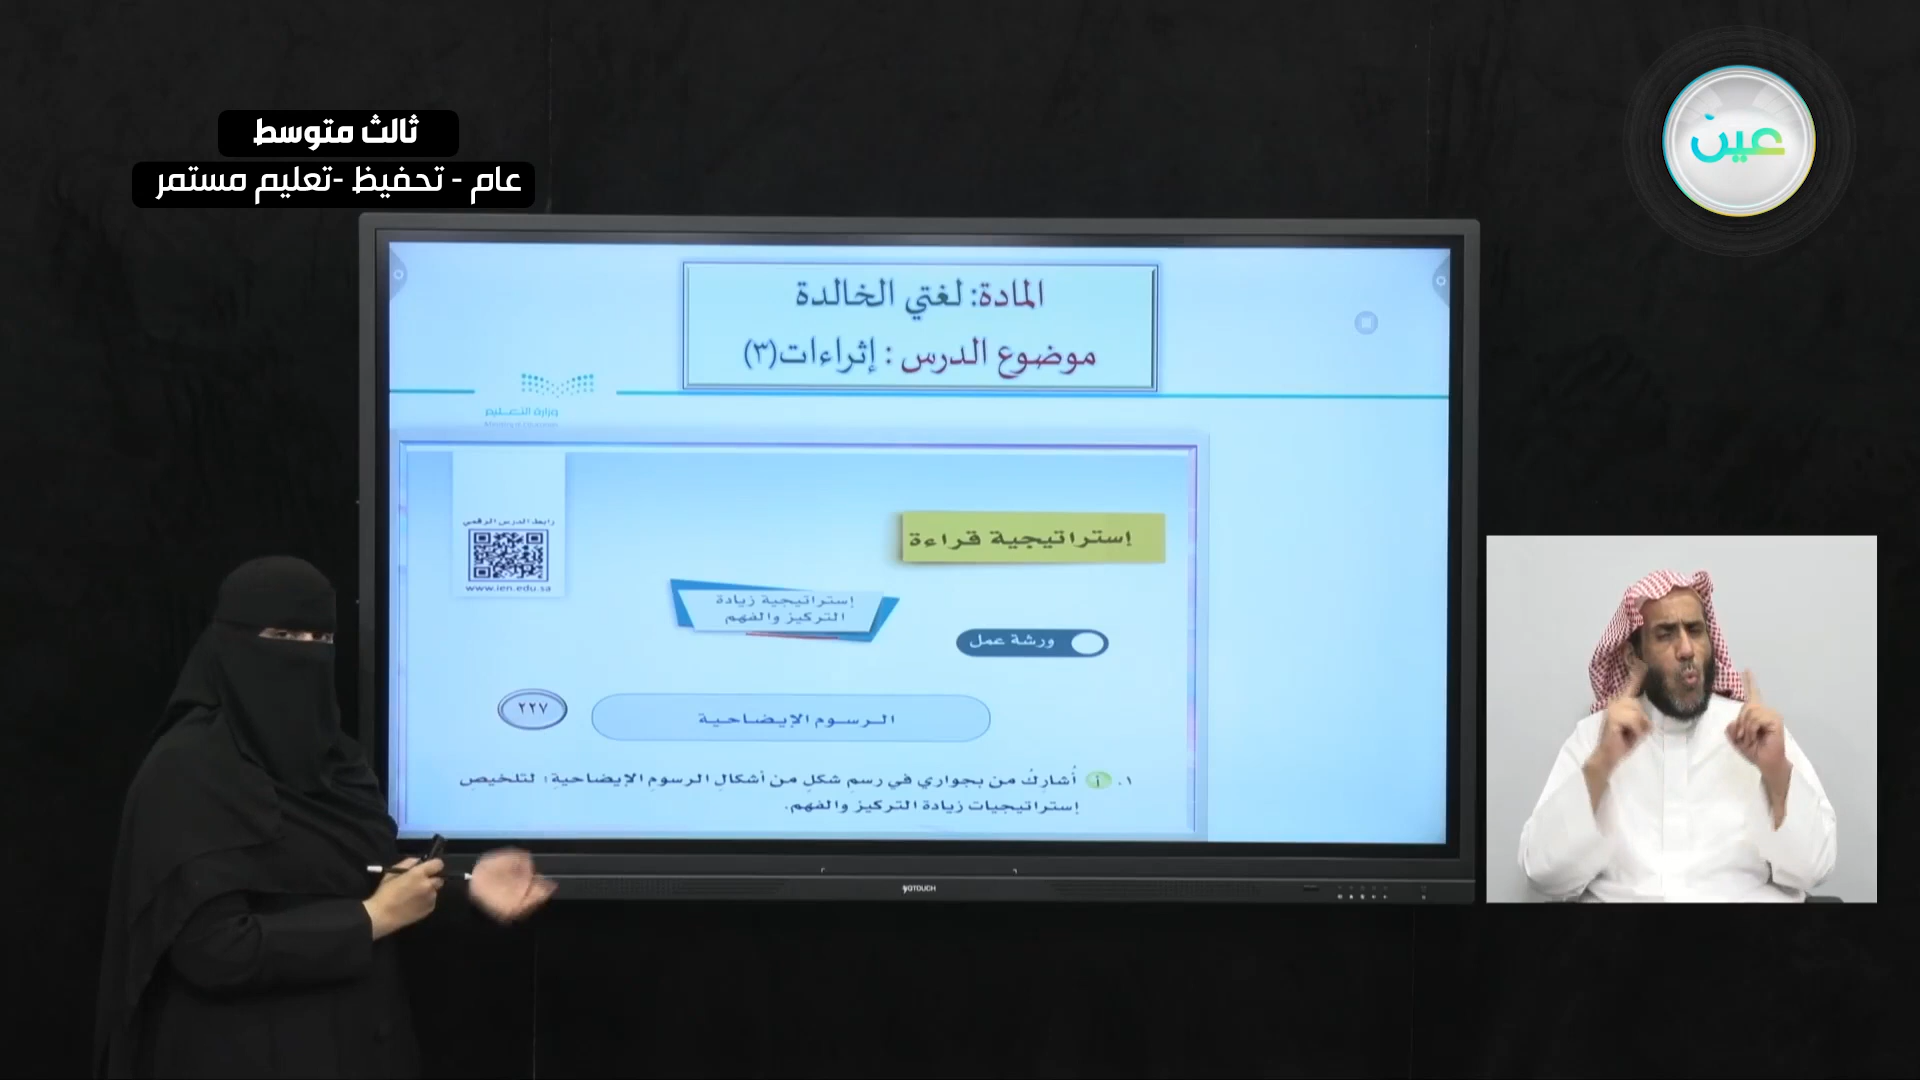 ثالث متوسط
عام - تحفيظ -تعليم مستمر
عين
المادة: لغتي الخالدة
موضوع الدرس : إثراءات(٣)
وزارة التعـليم
رابط الدرس الرقمي
www.ien.edu.sa
إستراتيجية قراءة
إستراتيجية زيادة
التركيز والفهم
ورشة عمل
الرسوم الإيضاحية
٢٢٧
١. أ أُشارِكُ من بجواري في رسم شكلٍ من أشكالِ الرسوم الإيضاحيةِ؛ لتلخيصِ
إستراتيجيات زيادة التركيز والفهم.